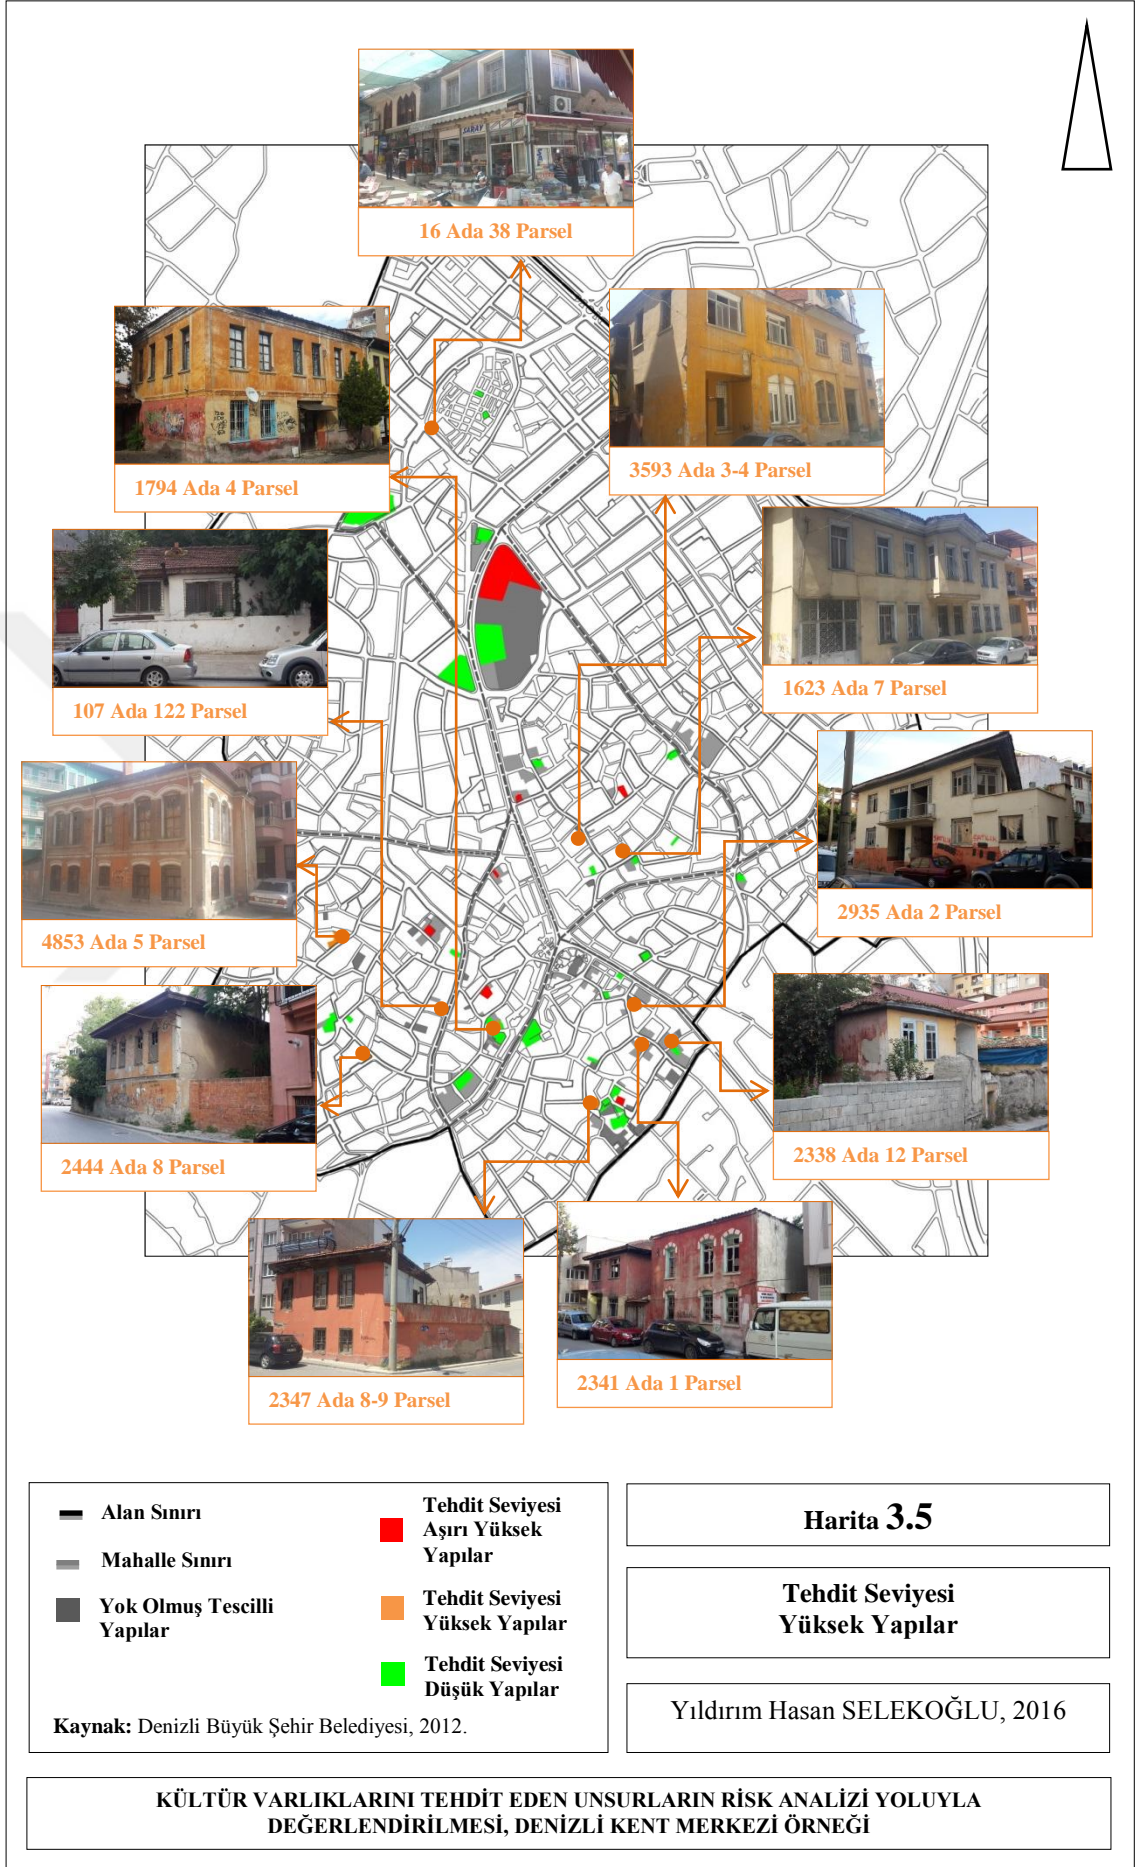 SARAY
16 Ada 38 Parsel
1794 Ada 4 Parsel
3593 Ada 3-4 Parsel
107 Ada 122 Parsel
1623 Ada 7 Parsel
4853 Ada 5 Parsel
2935 Ada 2 Parsel
2444 Ada 8 Parsel
2338 Ada 12 Parsel
2347 Ada 8-9 Parsel
2341 Ada 1 Parsel
Alan Sınırı
Mahalle Sınırı
Yok Olmuş Tescilli
Yapılar
Tehdit Seviyesi
Aşırı Yüksek
Yapılar
Tehdit Seviyesi
Yüksek Yapılar
Tehdit Seviyesi
Düşük Yapılar
Kaynak: Denizli Büyük Şehir Belediyesi, 2012.
Harita 3.5
Tehdit Seviyesi
Yüksek Yapılar
Yıldırım Hasan SELEKOĞLU, 2016
KÜLTÜR VARLIKLARINI TEHDİT EDEN UNSURLARIN RİSK ANALİZİ YOLUYLA
DEĞERLENDİRİLMESİ, DENİZLİ KENT MERKEZİ ÖRNEĞİ